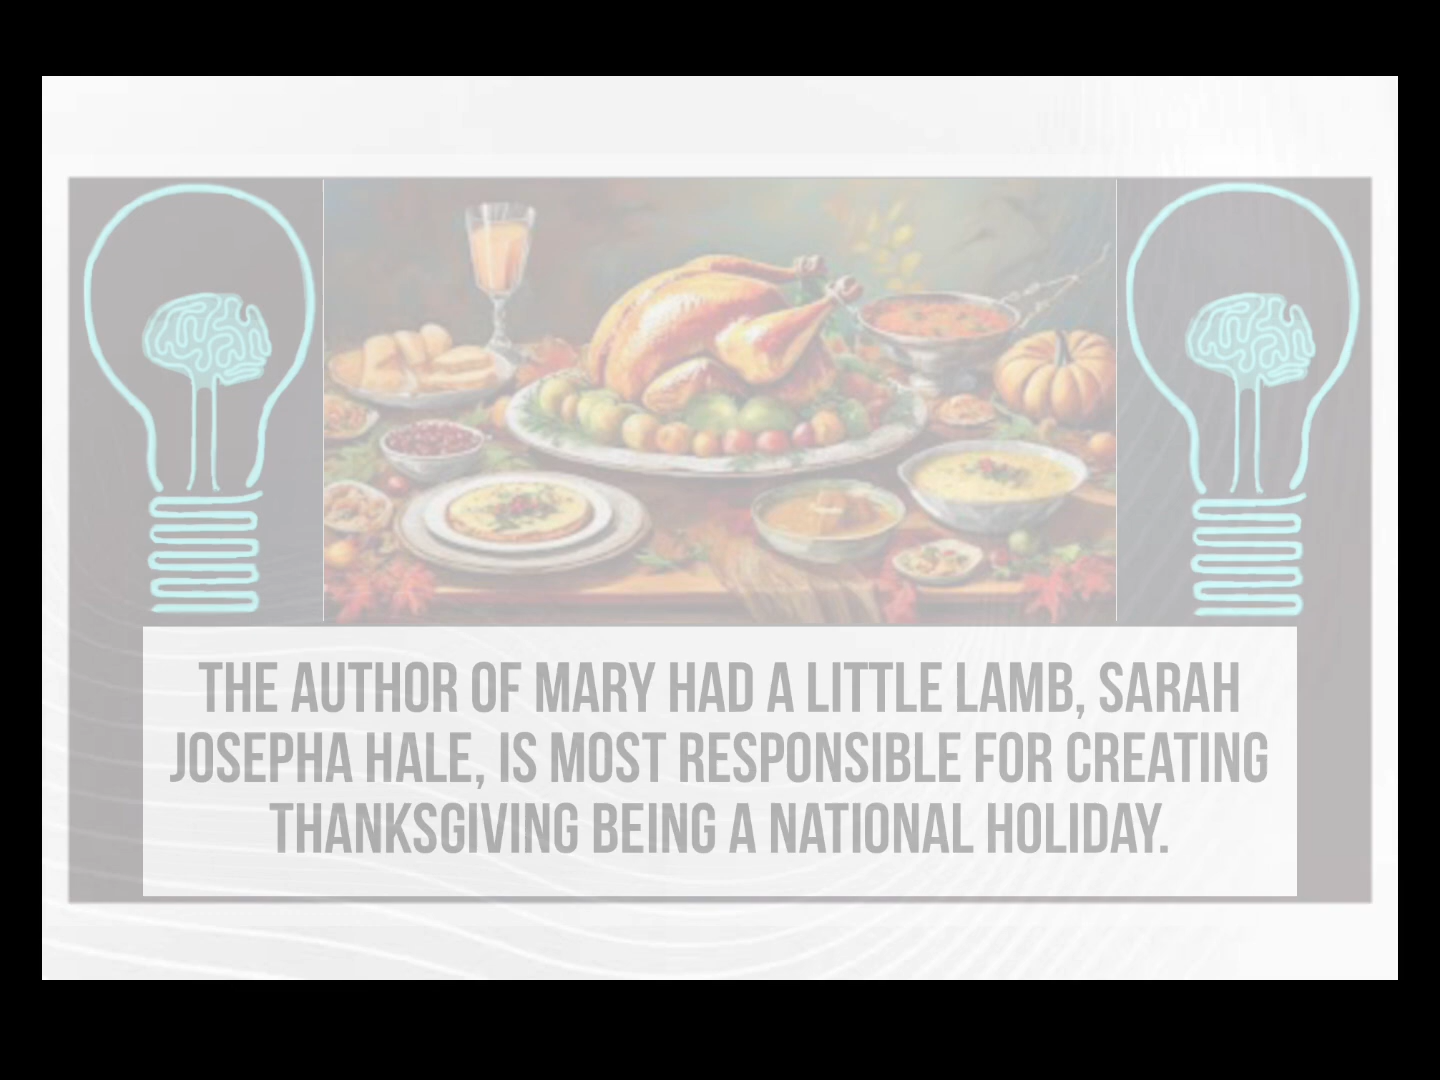 THE AUTHOR OF MARY HAD A LITTLE LAMB, SARAH
JOSEPHA HALE, IS MOST RESPONSIBLE FOR CREATING
THANKSGIVING BEING A NATIONAL HOLIDAY.